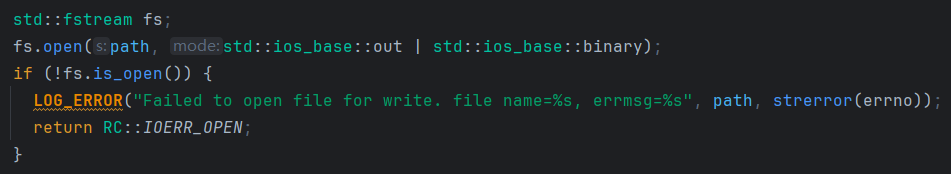 std::fstream fs;
fs.open( s: path, mode: std::ios_base::out | std::ios_base::binary);
if (!fs.is_open()) {
  LOG_ERROR("Failed to open file for write. file name=%s, errmsg=%s", path, strerror(errno));
  return RC::IOERR_OPEN;
}